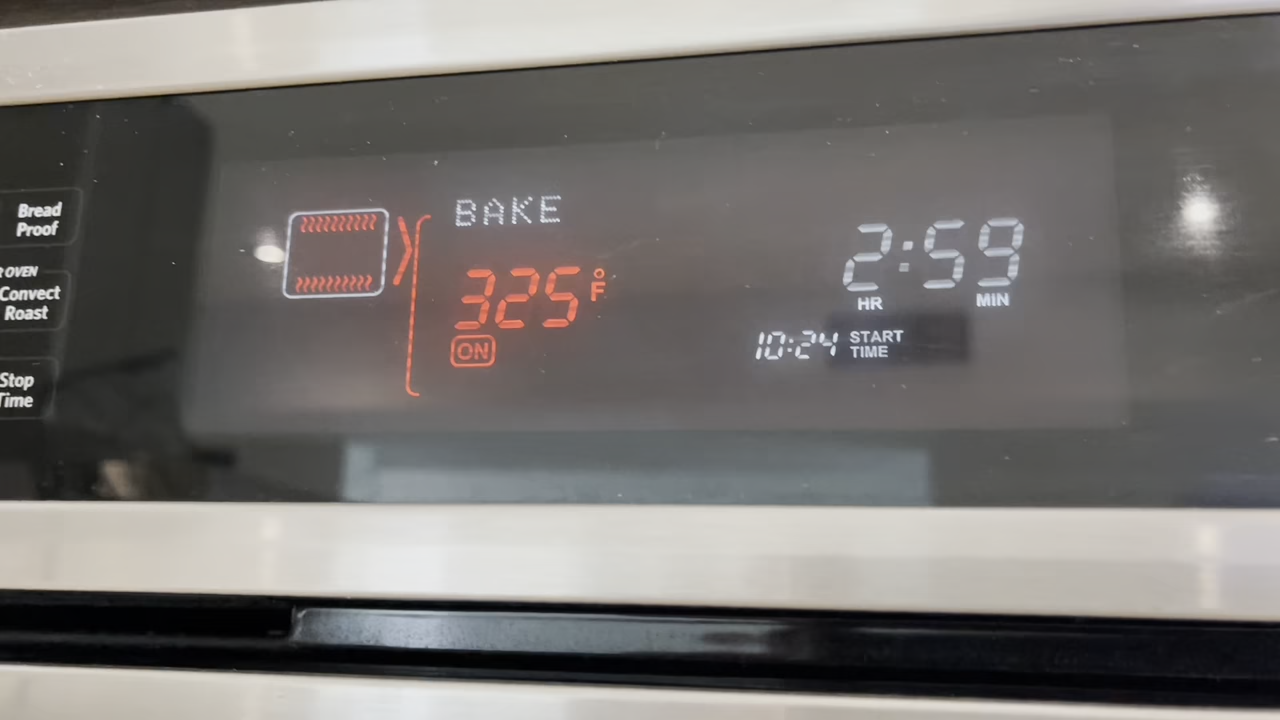 Bread
Proof
OVEN
Convect
Roast
Stop
Time
BAKE
325°F
ON
2:59
HR MIN
10:24 START
TIME